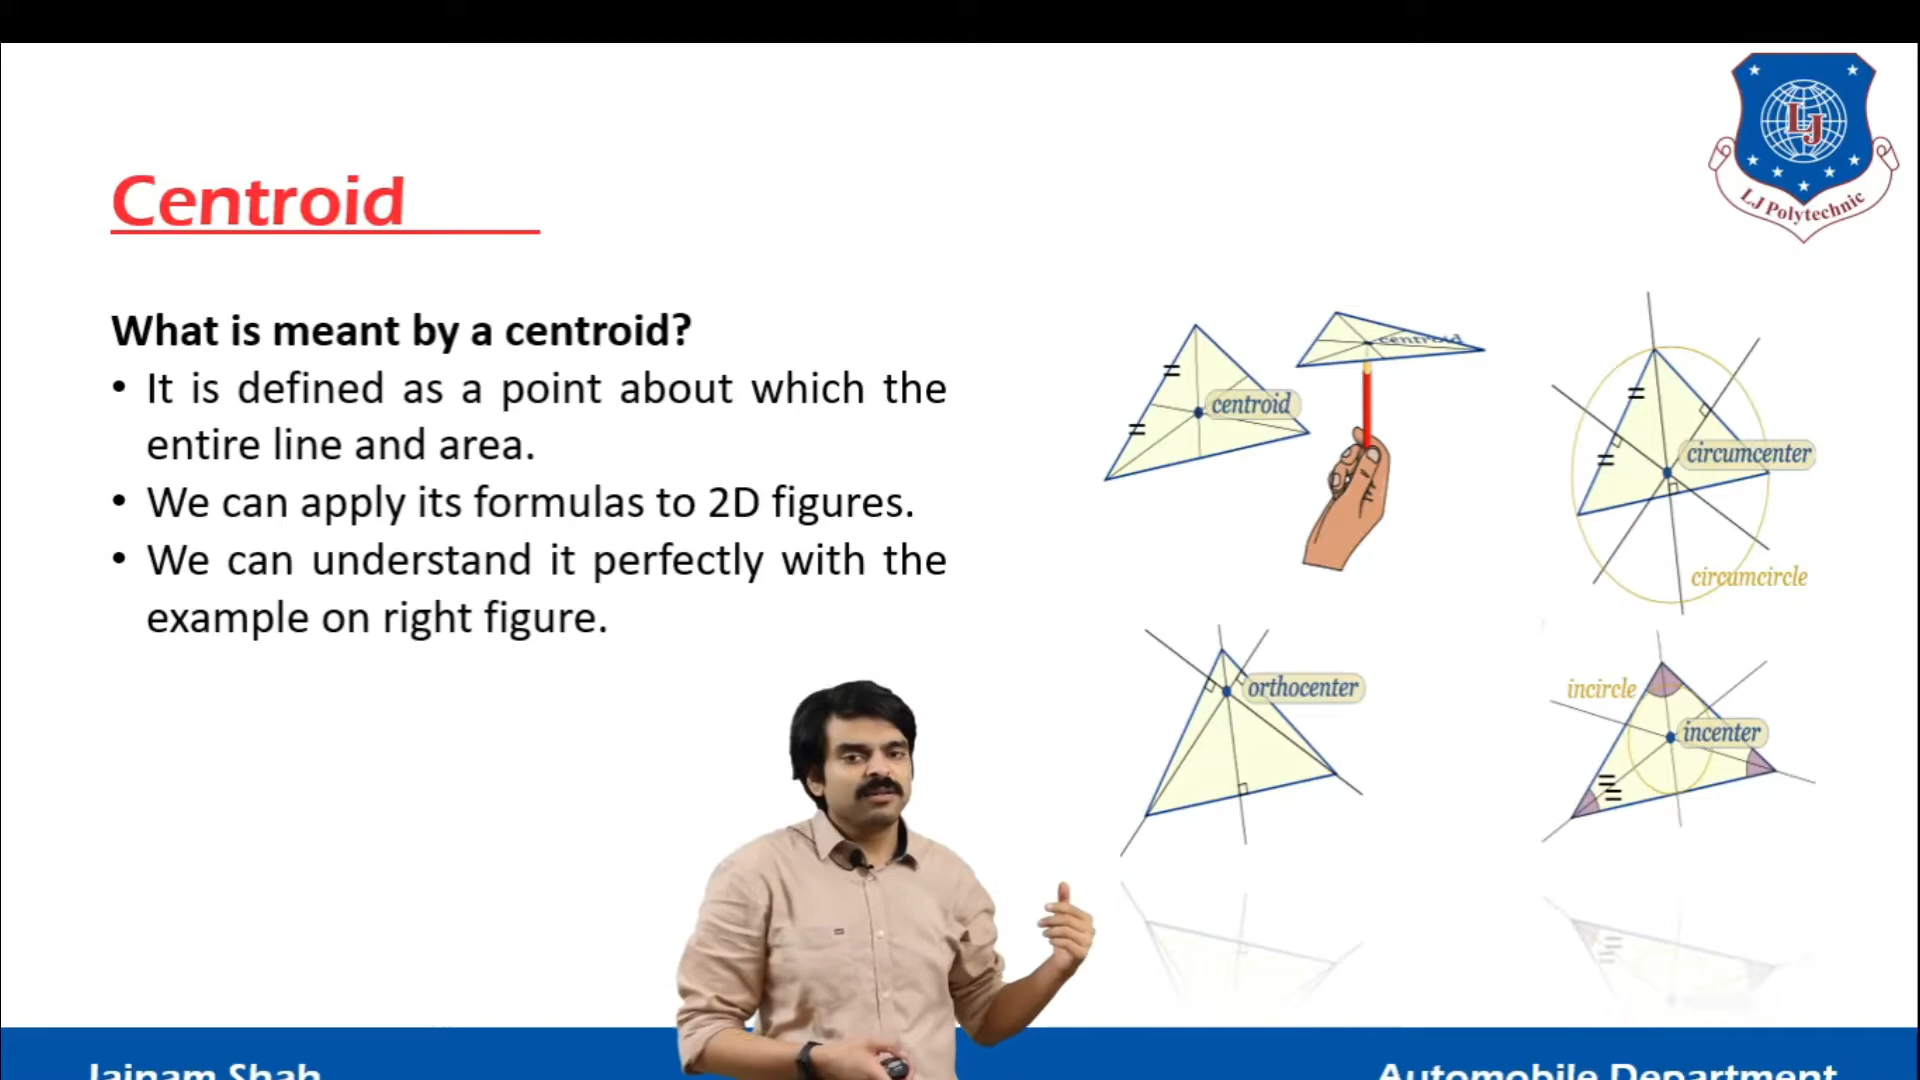 LJ
LJ Polytechnic
Centroid
What is meant by a centroid?
• It is defined as a point about which the
entire line and area.
• We can apply its formulas to 2D figures.
• We can understand it perfectly with the
example on right figure.
centroid
centroid
circumcenter
circumcircle
orthocenter
incircle
incenter
Jainam Shah
Automobile Department